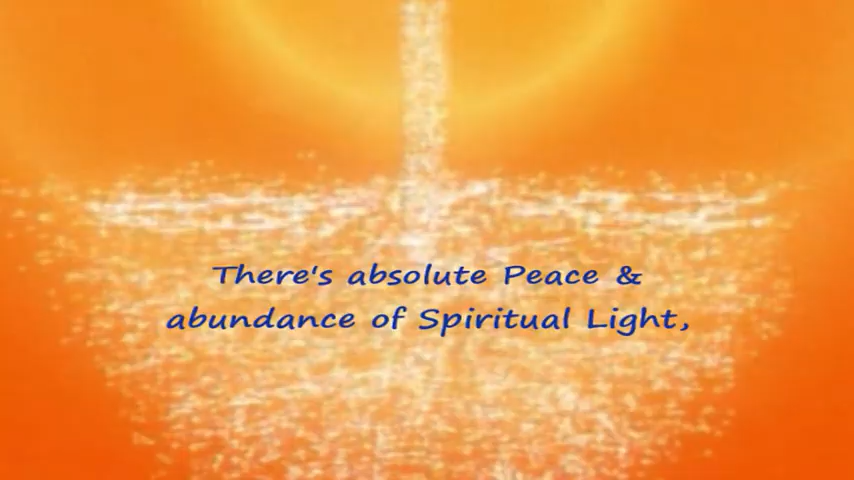 There's absolute Peace &
abundance of Spiritual Light,